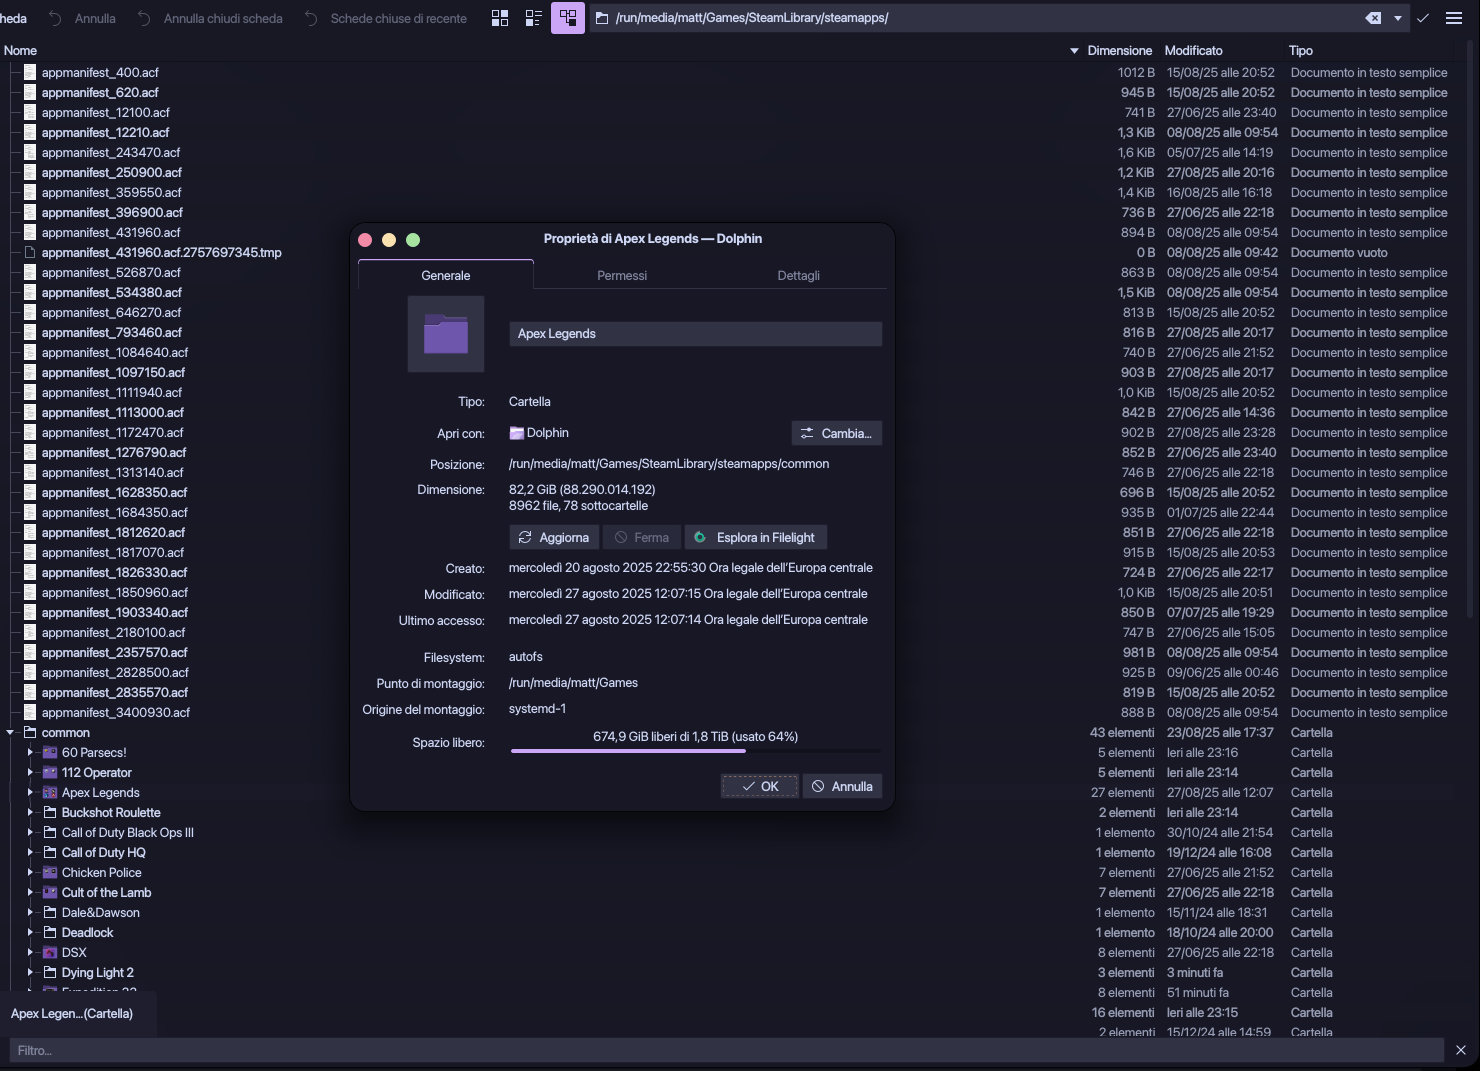 heda Annulla Annulla chiudi scheda Schede chiuse di recente /run/media/matt/Games/SteamLibrary/steamapps/
Nome Dimensione Modificato Tipo
appmanifest_400.acf 1012 B 15/08/25 alle 20:52 Documento in testo semplice
appmanifest_620.acf 945 B 15/08/25 alle 20:52 Documento in testo semplice
appmanifest_12100.acf 741 B 27/06/25 alle 23:40 Documento in testo semplice
appmanifest_12210.acf 1,3 KiB 08/08/25 alle 09:54 Documento in testo semplice
appmanifest_243470.acf 1,6 KiB 05/07/25 alle 14:19 Documento in testo semplice
appmanifest_250900.acf 1,2 KiB 27/08/25 alle 20:16 Documento in testo semplice
appmanifest_359550.acf 1,4 KiB 16/08/25 alle 16:18 Documento in testo semplice
appmanifest_396900.acf 736 B 27/06/25 alle 22:18 Documento in testo semplice
appmanifest_431960.acf 894 B 08/08/25 alle 09:54 Documento in testo semplice
appmanifest_431960.acf.2757697345.tmp 0 B 08/08/25 alle 09:42 Documento vuoto
appmanifest_526870.acf 863 B 08/08/25 alle 09:54 Documento in testo semplice
appmanifest_534380.acf 1,5 KiB 08/08/25 alle 09:54 Documento in testo semplice
appmanifest_646270.acf 813 B 15/08/25 alle 20:52 Documento in testo semplice
appmanifest_793460.acf 816 B 27/08/25 alle 20:17 Documento in testo semplice
appmanifest_1084640.acf 740 B 27/06/25 alle 21:52 Documento in testo semplice
appmanifest_1097150.acf 903 B 27/08/25 alle 20:17 Documento in testo semplice
appmanifest_1111940.acf 1,0 KiB 15/08/25 alle 20:52 Documento in testo semplice
appmanifest_1113000.acf 842 B 27/06/25 alle 14:36 Documento in testo semplice
appmanifest_1172470.acf 902 B 27/08/25 alle 23:28 Documento in testo semplice
appmanifest_1276790.acf 852 B 27/06/25 alle 23:40 Documento in testo semplice
appmanifest_1313140.acf 746 B 27/06/25 alle 22:18 Documento in testo semplice
appmanifest_1628350.acf 696 B 15/08/25 alle 20:52 Documento in testo semplice
appmanifest_1684350.acf 935 B 01/07/25 alle 22:44 Documento in testo semplice
appmanifest_1812620.acf 851 B 27/06/25 alle 22:18 Documento in testo semplice
appmanifest_1817070.acf 915 B 15/08/25 alle 20:53 Documento in testo semplice
appmanifest_1826330.acf 724 B 27/06/25 alle 22:17 Documento in testo semplice
appmanifest_1850960.acf 1,0 KiB 15/08/25 alle 20:51 Documento in testo semplice
appmanifest_1903340.acf 850 B 07/07/25 alle 19:29 Documento in testo semplice
appmanifest_2180100.acf 747 B 27/06/25 alle 15:05 Documento in testo semplice
appmanifest_2357570.acf 981 B 08/08/25 alle 09:54 Documento in testo semplice
appmanifest_2828500.acf 925 B 09/06/25 alle 00:46 Documento in testo semplice
appmanifest_2835570.acf 819 B 15/08/25 alle 20:52 Documento in testo semplice
appmanifest_3400930.acf 888 B 08/08/25 alle 09:54 Documento in testo semplice
common 43 elementi 23/08/25 alle 17:37 Cartella
60 Parsecs! 5 elementi Ieri alle 23:16 Cartella
112 Operator 5 elementi Ieri alle 23:14 Cartella
Apex Legends 27 elementi 27/08/25 alle 12:07 Cartella
Buckshot Roulette 2 elementi Ieri alle 23:14 Cartella
Call of Duty Black Ops III 1 elemento 30/10/24 alle 21:54 Cartella
Call of Duty HQ 1 elemento 19/12/24 alle 16:08 Cartella
Chicken Police 7 elementi 27/06/25 alle 21:52 Cartella
Cult of the Lamb 7 elementi 27/06/25 alle 22:18 Cartella
Dale&Dawson 1 elemento 15/11/24 alle 18:31 Cartella
Deadlock 1 elemento 18/10/24 alle 20:00 Cartella
DSX 8 elementi 27/06/25 alle 22:18 Cartella
Dying Light 2 3 elementi 3 minuti fa Cartella
Expedition 33 8 elementi 51 minuti fa Cartella
16 elementi Ieri alle 23:15 Cartella
2 elementi 15/12/24 alle 14:59 Cartella
Apex Legen...(Cartella)
Filtro...
Proprietà di Apex Legends — Dolphin
Generale Permessi Dettagli
Apex Legends
Tipo: Cartella
Apri con: Dolphin Cambia...
Posizione: /run/media/matt/Games/SteamLibrary/steamapps/common
Dimensione: 82,2 GiB (88.290.014.192)
8962 file, 78 sottocartelle
Aggiorna Ferma Esplora in Filelight
Creato: mercoledì 20 agosto 2025 22:55:30 Ora legale dell’Europa centrale
Modificato: mercoledì 27 agosto 2025 12:07:15 Ora legale dell’Europa centrale
Ultimo accesso: mercoledì 27 agosto 2025 12:07:14 Ora legale dell’Europa centrale
Filesystem: autofs
Punto di montaggio: /run/media/matt/Games
Origine del montaggio: systemd-1
Spazio libero: 674,9 GiB liberi di 1,8 TiB (usato 64%)
OK Annulla